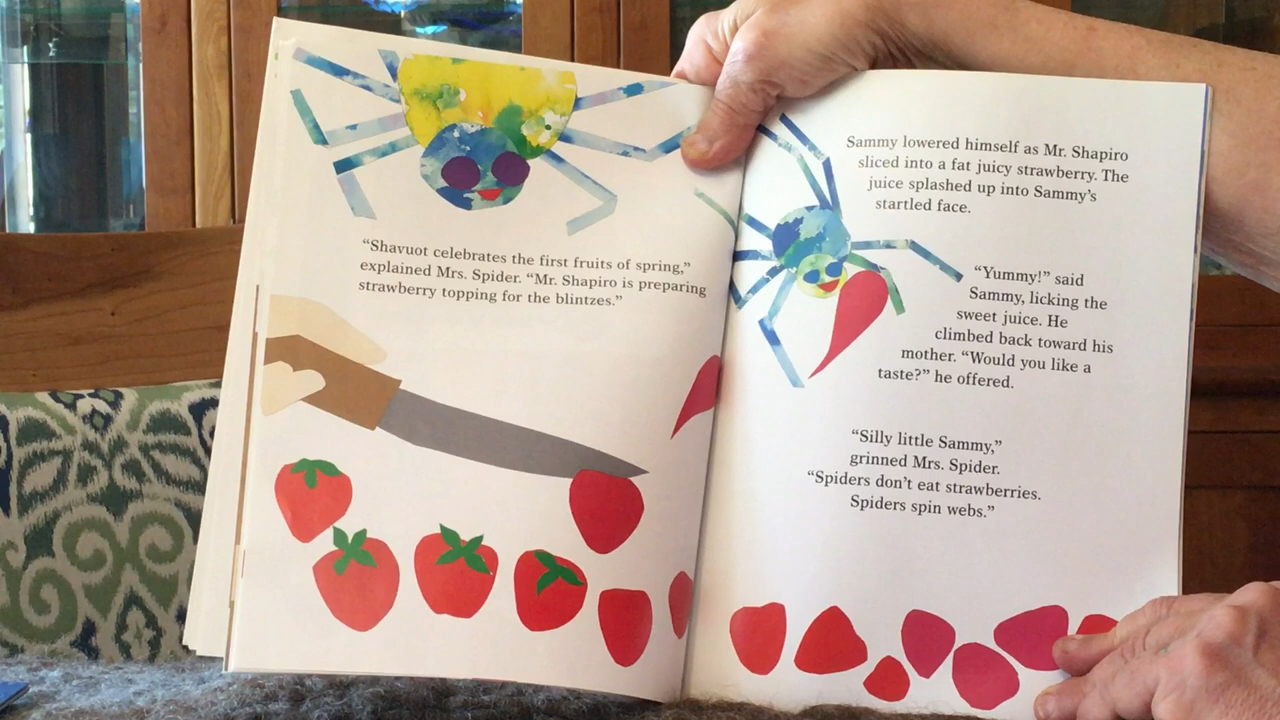 “Shavuot celebrates the first fruits of spring,”
explained Mrs. Spider. “Mr. Shapiro is preparing
strawberry topping for the blintzes.”
Sammy lowered himself as Mr. Shapiro
sliced into a fat juicy strawberry. The
juice splashed up into Sammy’s
startled face.
“Yummy!” said
Sammy, licking the
sweet juice. He
climbed back toward his
mother. “Would you like a
taste?” he offered.
“Silly little Sammy,”
grinned Mrs. Spider.
“Spiders don’t eat strawberries.
Spiders spin webs.”